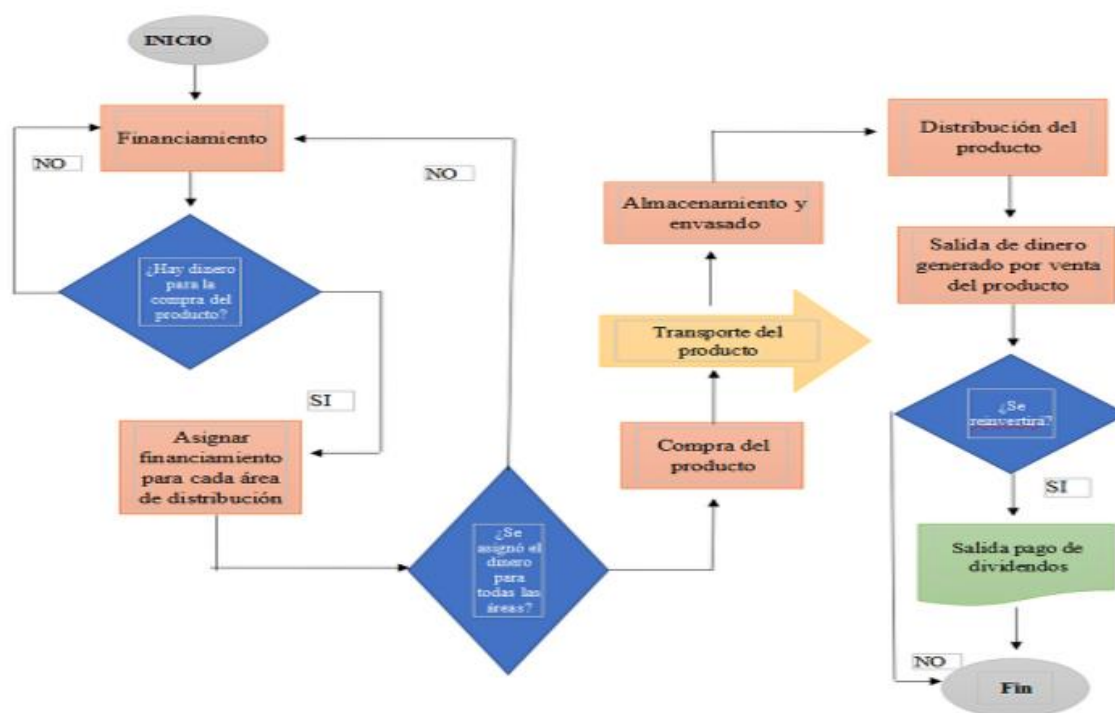 INICIO
Financiamiento
NO
¿Hay dinero
para la
compra del
producto?
SI
Asignar
financiamiento
para cada área
de distribución
NO
¿Se
asignó el
dinero
para
todas las
áreas?
Compra del
producto
Transporte del
producto
Almacenamiento y
envasado
Distribución del
producto
Salida de dinero
generado por venta
del producto
¿Se
reinvertirá?
SI
Salida pago de
dividendos
NO
Fin